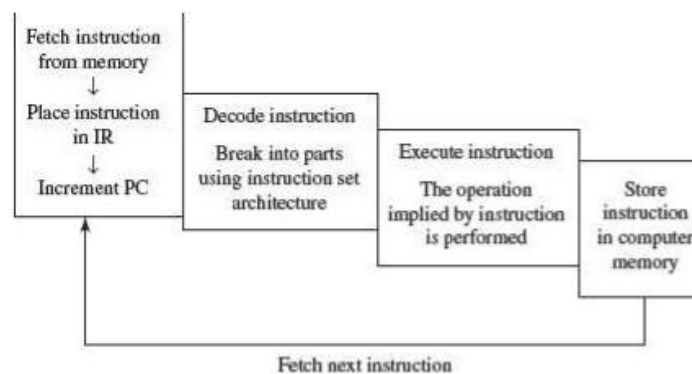 Fetch instruction
from memory
↓
Place instruction
in IR
↓
Increment PC
Decode instruction
Break into parts
using instruction set
architecture
Execute instruction
The operation
implied by instruction
is performed
Store
instruction
in computer
memory
Fetch next instruction